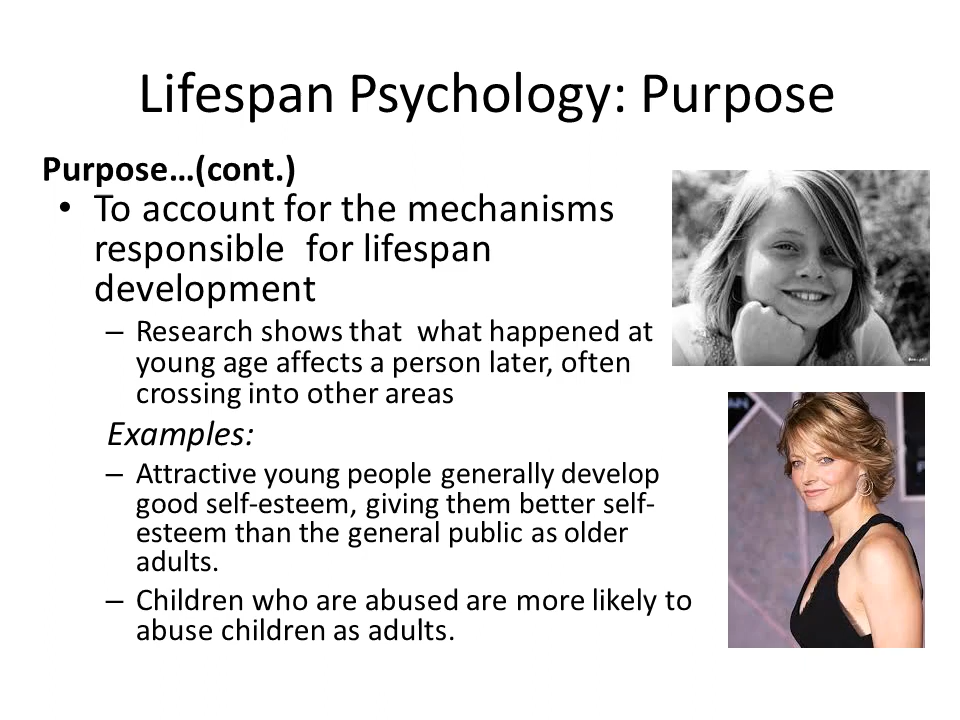 Lifespan Psychology: Purpose
Purpose…(cont.)
• To account for the mechanisms
responsible  for lifespan
development
– Research shows that  what happened at
young age affects a person later, often
crossing into other areas
Examples:
– Attractive young people generally develop
good self-esteem, giving them better self-
esteem than the general public as older
adults.
– Children who are abused are more likely to
abuse children as adults.